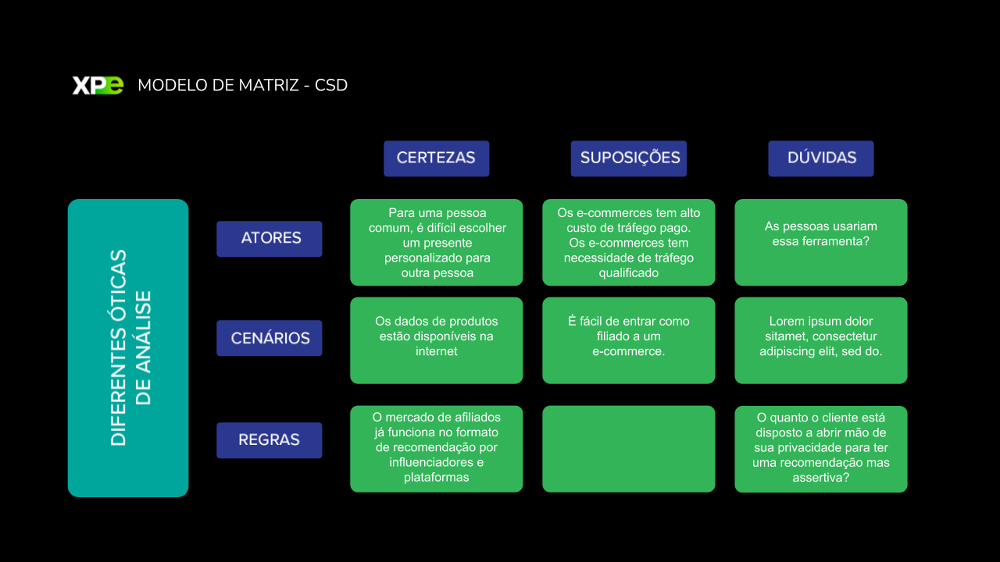 XPe MODELO DE MATRIZ - CSD
CERTEZAS
SUPOSIÇÕES
DÚVIDAS
DIFERENTES ÓTICAS
DE ANÁLISE
ATORES
Para uma pessoa
comum, é difícil escolher
um presente
personalizado para
outra pessoa
Os e-commerces tem alto
custo de tráfego pago.
Os e-commerces tem
necessidade de tráfego
qualificado
As pessoas usariam
essa ferramenta?
CENÁRIOS
Os dados de produtos
estão disponíveis na
internet
É fácil de entrar como
filiado a um
e-commerce.
Lorem ipsum dolor
sitamet, consectetur
adipiscing elit, sed do.
REGRAS
O mercado de afiliados
já funciona no formato
de recomendação por
influenciadores e
plataformas
O quanto o cliente está
disposto a abrir mão de
sua privacidade para ter
uma recomendação mas
assertiva?